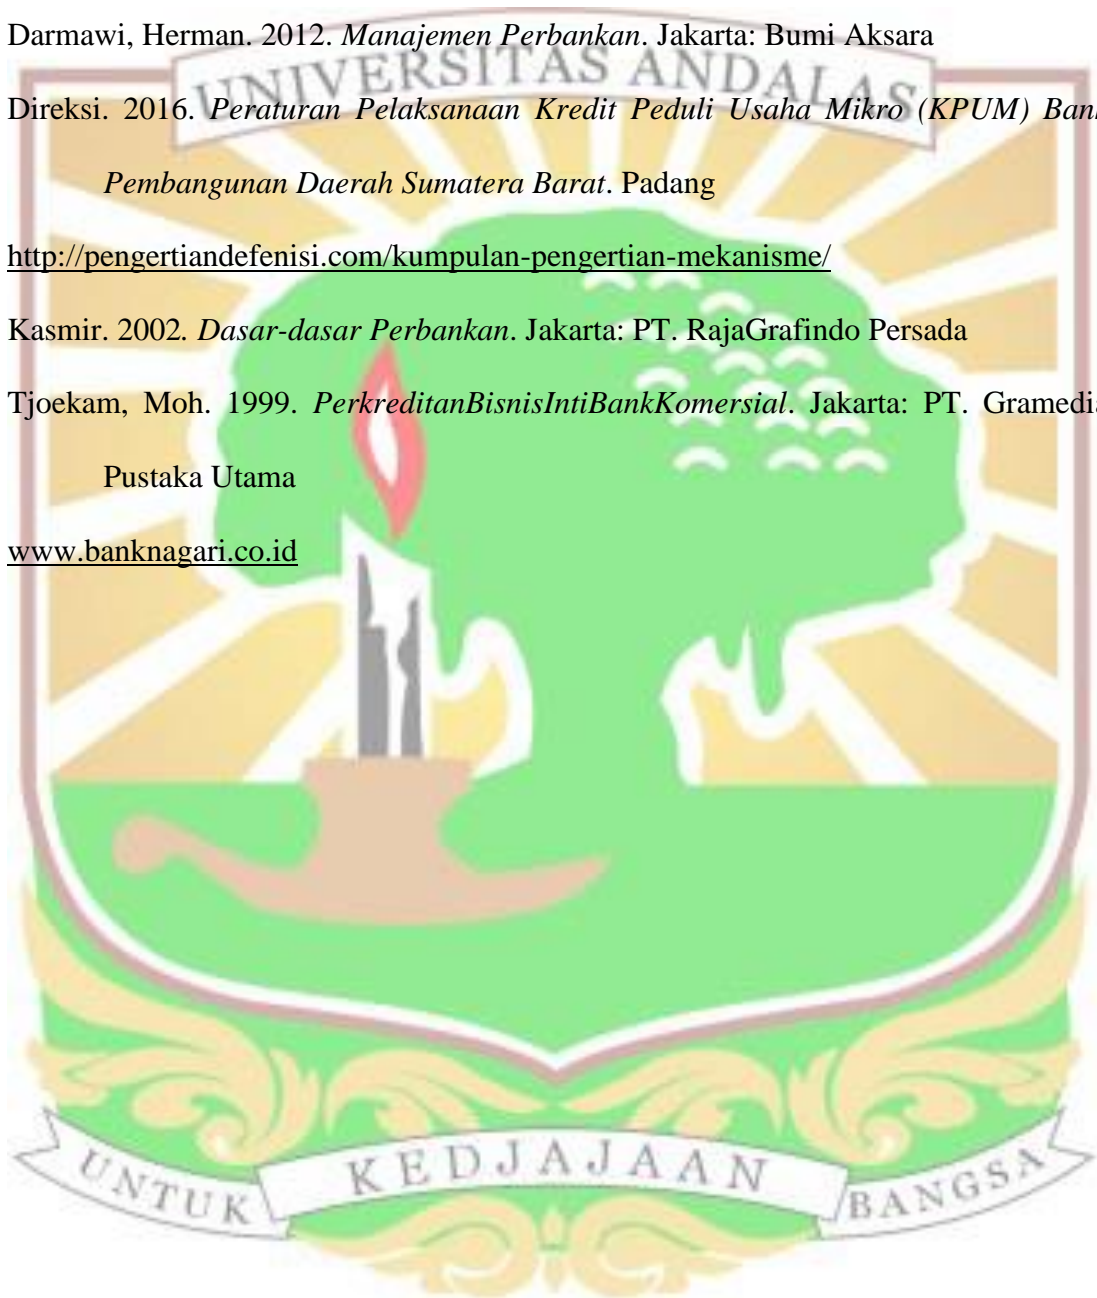 Darmawi, Herman. 2012. Manajemen Perbankan. Jakarta: Bumi Aksara
UNIVERSITAS ANDALAS
Direksi. 2016. Peraturan Pelaksanaan Kredit Peduli Usaha Mikro (KPUM) Bank
Pembangunan Daerah Sumatera Barat. Padang
http://pengertiandefenisi.com/kumpulan-pengertian-mekanisme/
Kasmir. 2002. Dasar-dasar Perbankan. Jakarta: PT. RajaGrafindo Persada
Tjoekam, Moh. 1999. PerkreditanBisnisIntiBankKomersial. Jakarta: PT. Gramedia
Pustaka Utama
www.banknagari.co.id
UNTUK KEDJAJAAN BANGSA